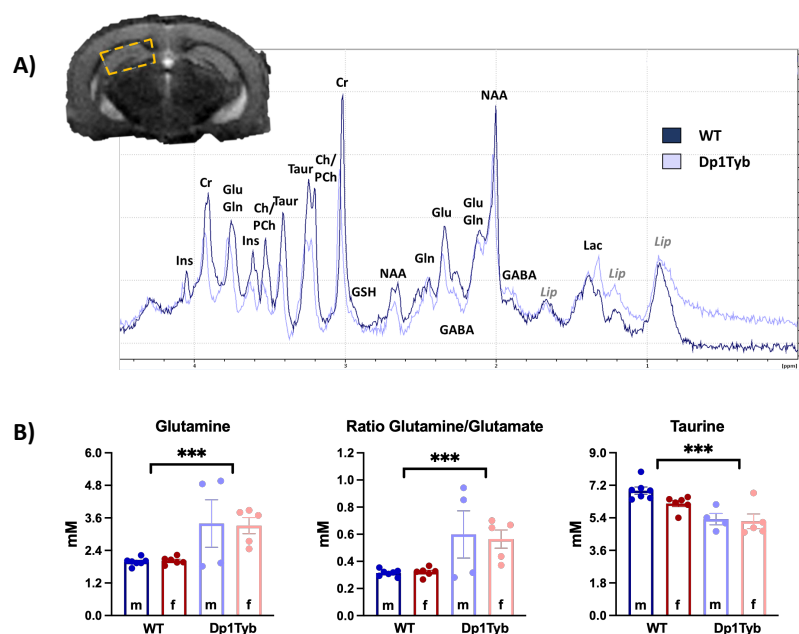 A)
Cr
NAA
WT
Dp1Tyb
Cr
Glu
Gln
Taur
Ch/
PCh
Taur
Ch/
PCh
Ins
Ins
Glu
Glu
Gln
Gln
NAA
GSH
GABA
GABA
Lac
Lip
Lip
Lip
4
3
2
1
[ppm]
B)
Glutamine
***
6.0
4.8
3.6
2.4
1.2
0.0
mM
m
f
m
f
WT
Dp1Tyb
Ratio Glutamine/Glutamate
***
1.2
1.0
0.8
0.6
0.4
0.2
0.0
mM
m
f
m
f
WT
Dp1Tyb
Taurine
***
9.0
7.2
5.4
3.6
1.8
0.0
mM
m
f
m
f
WT
Dp1Tyb